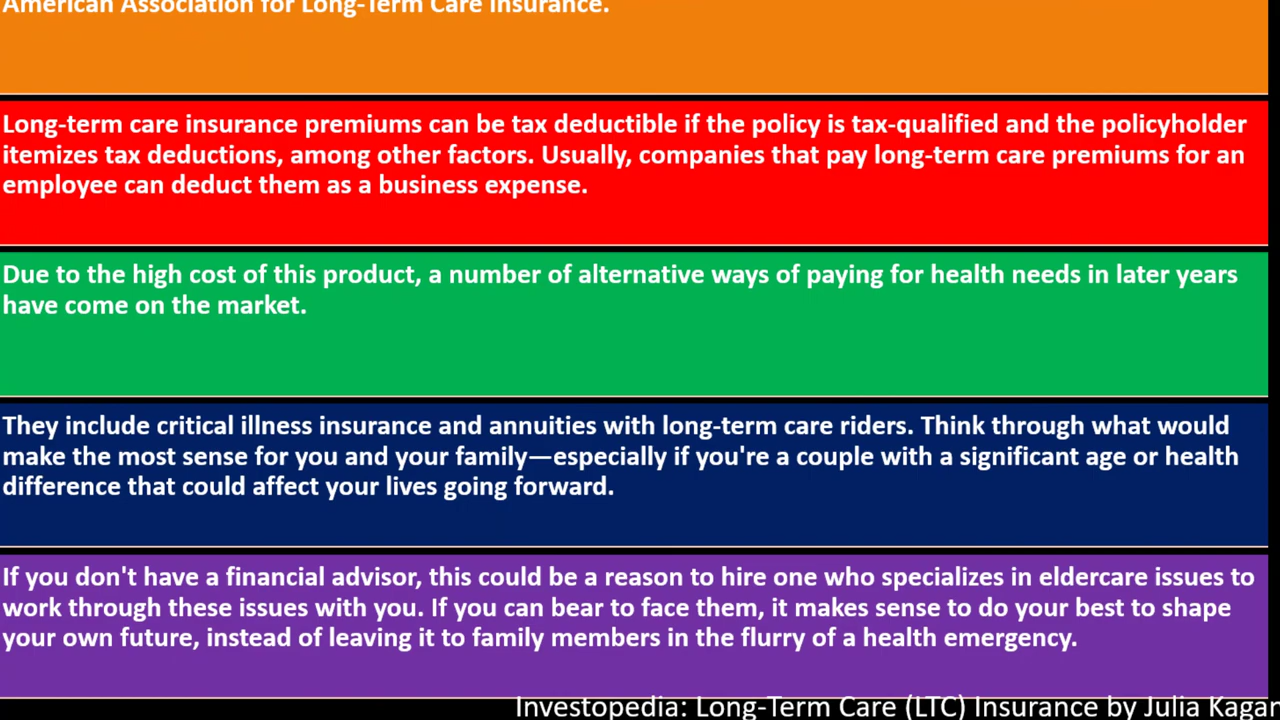 American Association for Long-Term Care Insurance.
Long-term care insurance premiums can be tax deductible if the policy is tax-qualified and the policyholder
itemizes tax deductions, among other factors. Usually, companies that pay long-term care premiums for an
employee can deduct them as a business expense.
Due to the high cost of this product, a number of alternative ways of paying for health needs in later years
have come on the market.
They include critical illness insurance and annuities with long-term care riders. Think through what would
make the most sense for you and your family—especially if you're a couple with a significant age or health
difference that could affect your lives going forward.
If you don't have a financial advisor, this could be a reason to hire one who specializes in eldercare issues to
work through these issues with you. If you can bear to face them, it makes sense to do your best to shape
your own future, instead of leaving it to family members in the flurry of a health emergency.
Investopedia: Long-Term Care (LTC) Insurance by Julia Kagan